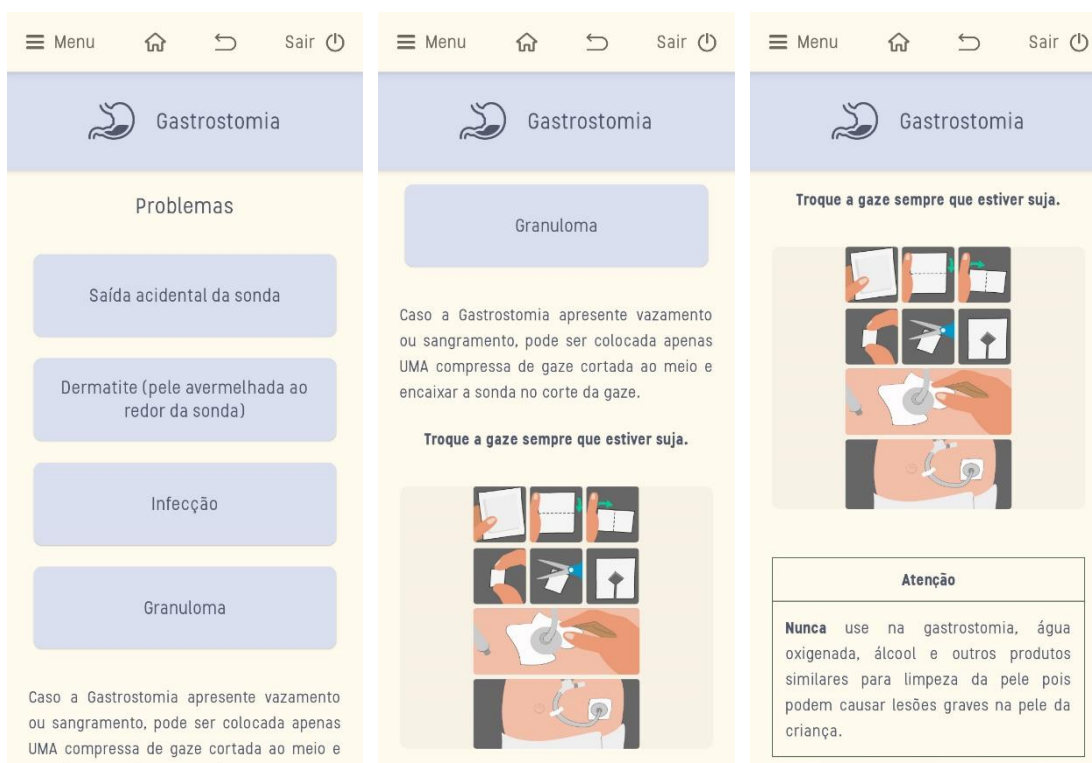 Menu
Sair
Gastrostomia
Problemas
Saída acidental da sonda
Dermatite (pele avermelhada ao
redor da sonda)
Infecção
Granuloma
Caso a Gastrostomia apresente vazamento
ou sangramento, pode ser colocada apenas
UMA compressa de gaze cortada ao meio e
Menu
Sair
Gastrostomia
Granuloma
Caso a Gastrostomia apresente vazamento
ou sangramento, pode ser colocada apenas
UMA compressa de gaze cortada ao meio e
encaixar a sonda no corte da gaze.
Troque a gaze sempre que estiver suja.
Menu
Sair
Gastrostomia
Troque a gaze sempre que estiver suja.
Atenção
Nunca use na gastrostomia, água
oxigenada, álcool e outros produtos
similares para limpeza da pele pois
podem causar lesões graves na pele da
criança.